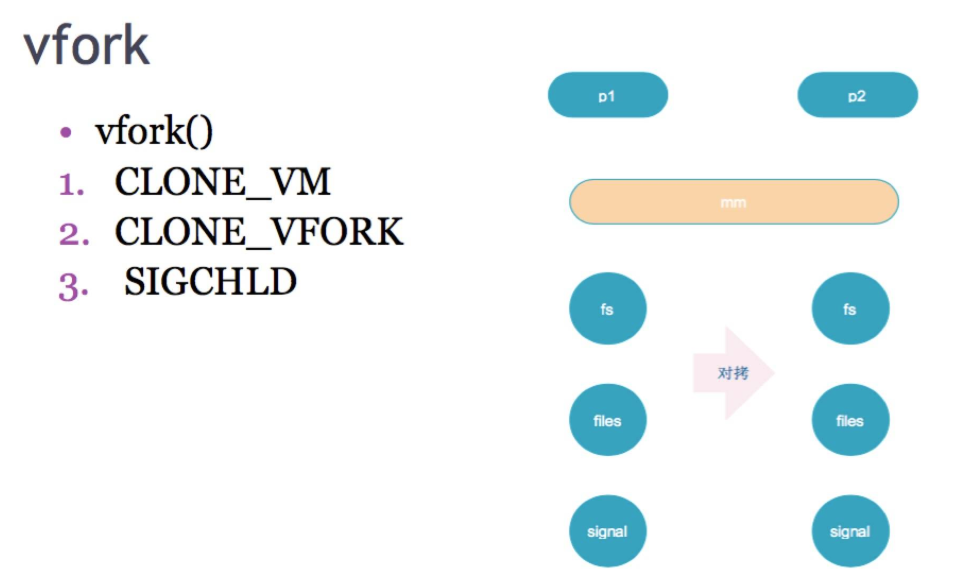 vfork
• vfork()
1. CLONE_VM
2. CLONE_VFORK
3. SIGCHLD
p1
p2
mm
fs
fs
对拷
files
files
signal
signal